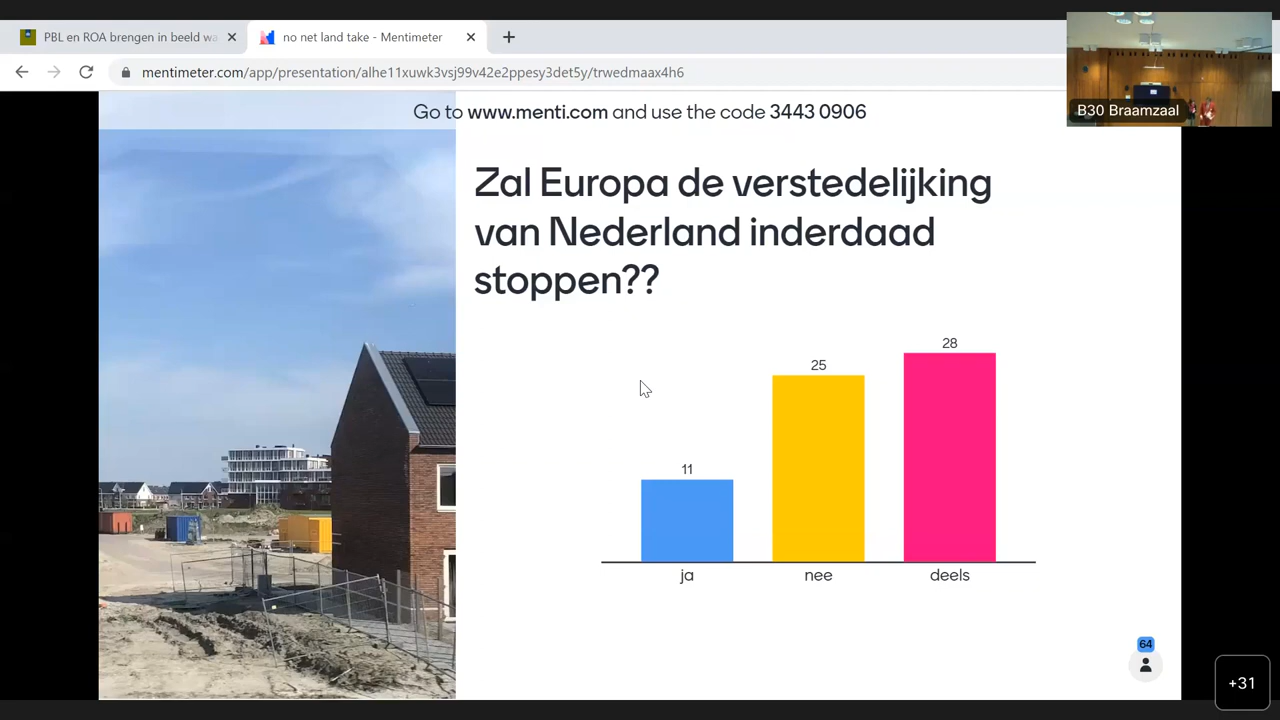 PBL en ROA brengen in beeld wa
no net land take - Mentimeter
mentimeter.com/app/presentation/alhe11xuwk3vsj99v42e2ppesy3det5y/trwedmaax4h6
B30 Braamzaal
Go to www.menti.com and use the code 3443 0906
Zal Europa de verstedelijking
van Nederland inderdaad
stoppen??
28
25
11
ja nee deels
64
+31